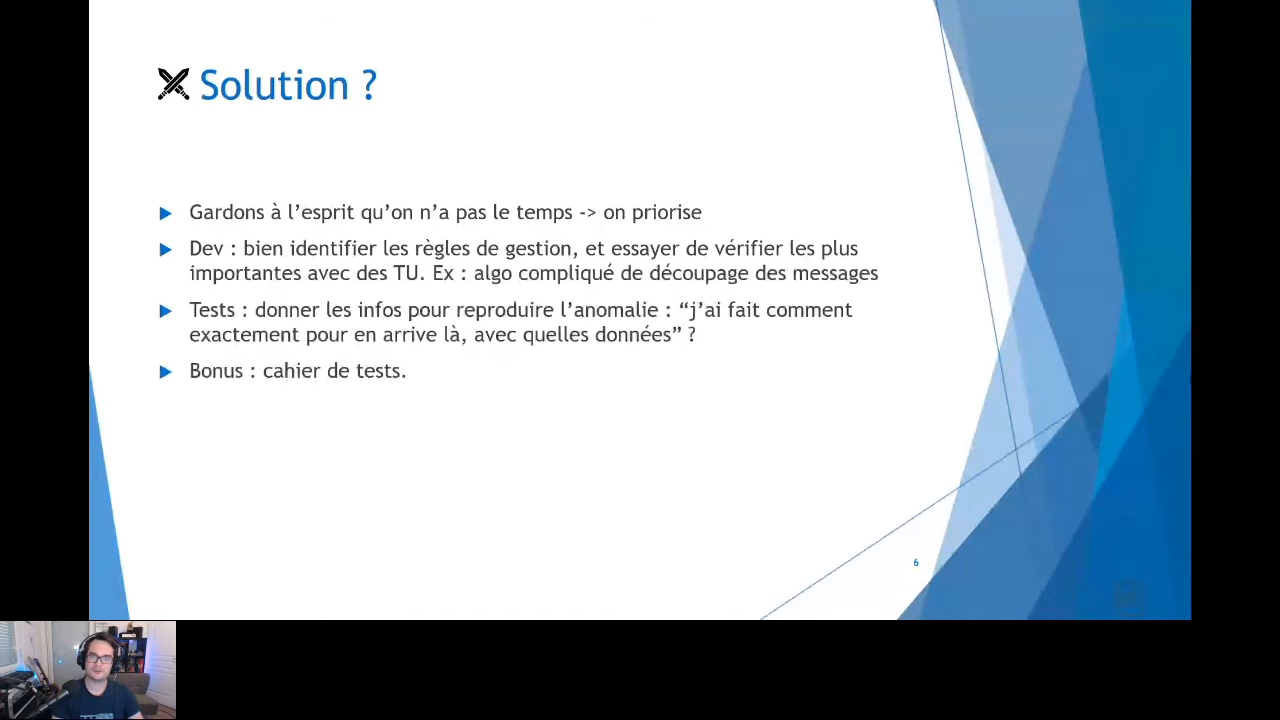 Solution ?
Gardons à l’esprit qu’on n’a pas le temps -> on priorise
Dev : bien identifier les règles de gestion, et essayer de vérifier les plus
importantes avec des TU. Ex : algo compliqué de découpage des messages
Tests : donner les infos pour reproduire l’anomalie : “j’ai fait comment
exactement pour en arrive là, avec quelles données” ?
Bonus : cahier de tests.
6